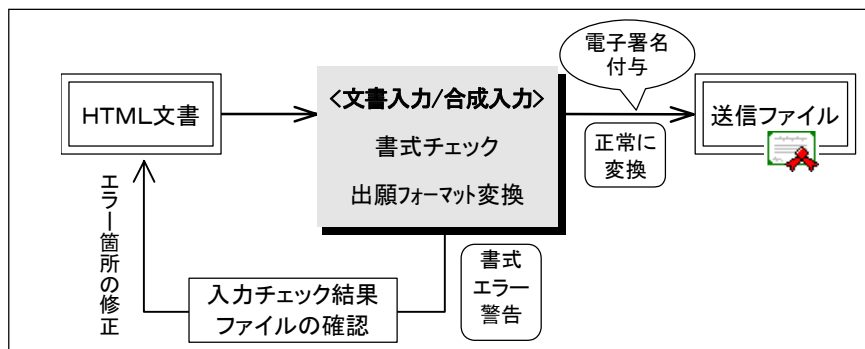 電子署名
付与
HTML文書
<文書入力/合成入力>
書式チェック
出願フォーマット変換
正常に
変換
送信ファイル
エラー箇所の修正
入力チェック結果
ファイルの確認
書式
エラー
警告